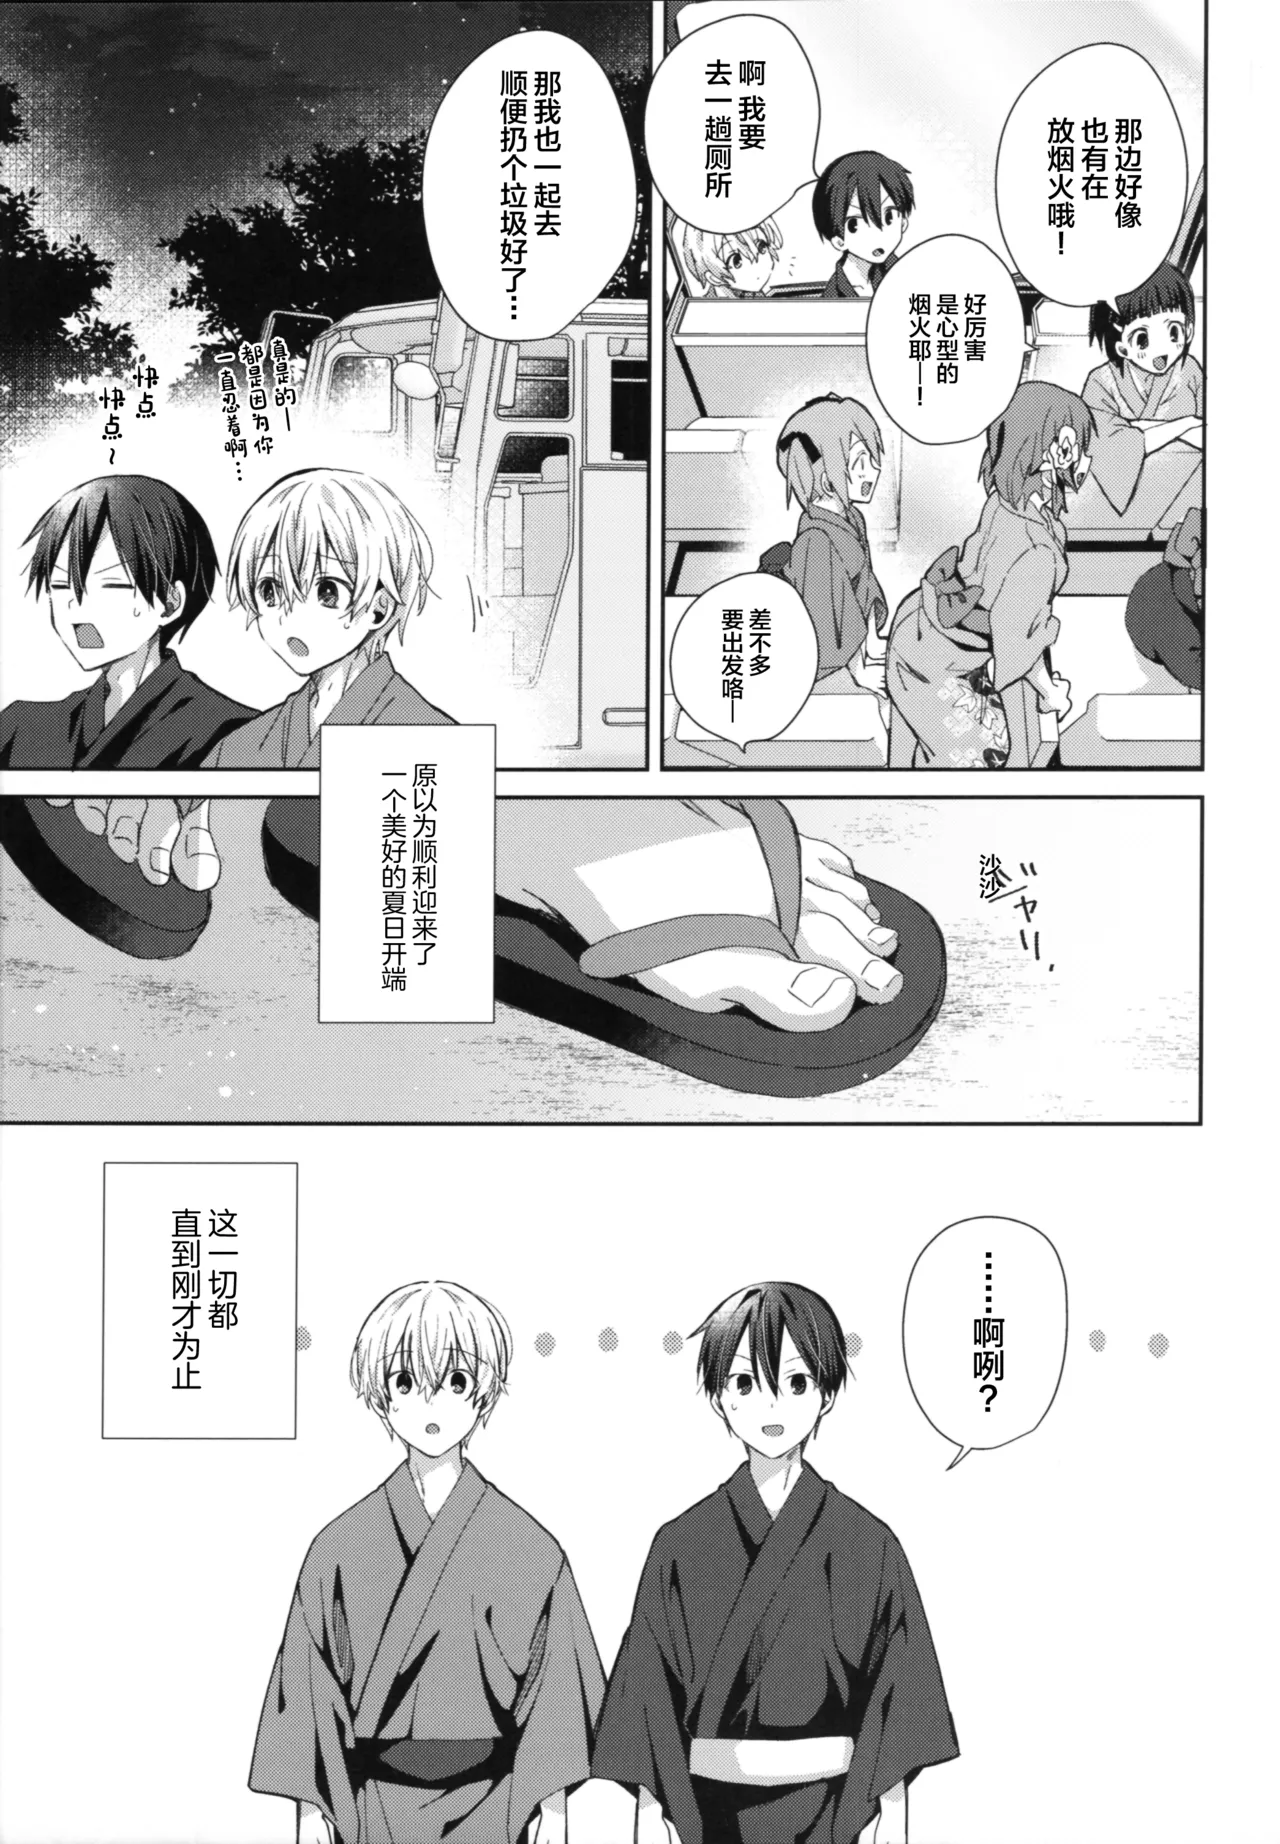 那边好像
也有在
放烟火哦！
啊 我要
去一趟厕所
好厉害
是心型的
烟火耶—！
差不多
要出发咯—
那我也一起去
顺便扔个垃圾好了…
真是的—
都是因为你
一直忍着啊…
快点
快点~
原以为顺利迎来了
一个美好的夏日开端
沙沙
ジャリ
……啊咧？
这一切都
直到刚才为止